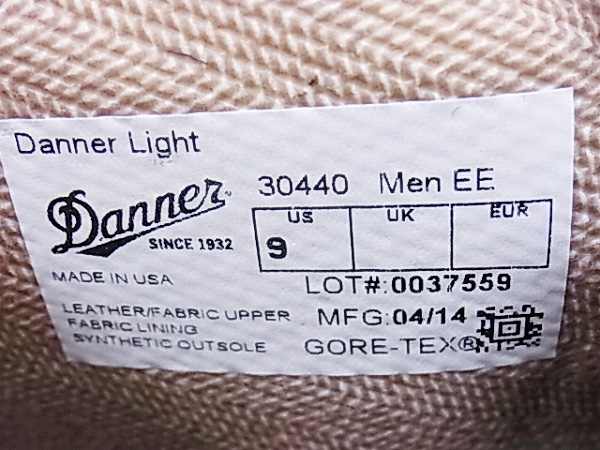 Danner Light
Danner
SINCE 1932
30440 Men EE
US UK EUR
9
MADE IN USA
LOT#:0037559
LEATHER/FABRIC UPPER
FABRIC LINING
SYNTHETIC OUTSOLE
MFG:04/14
GORE-TEX®